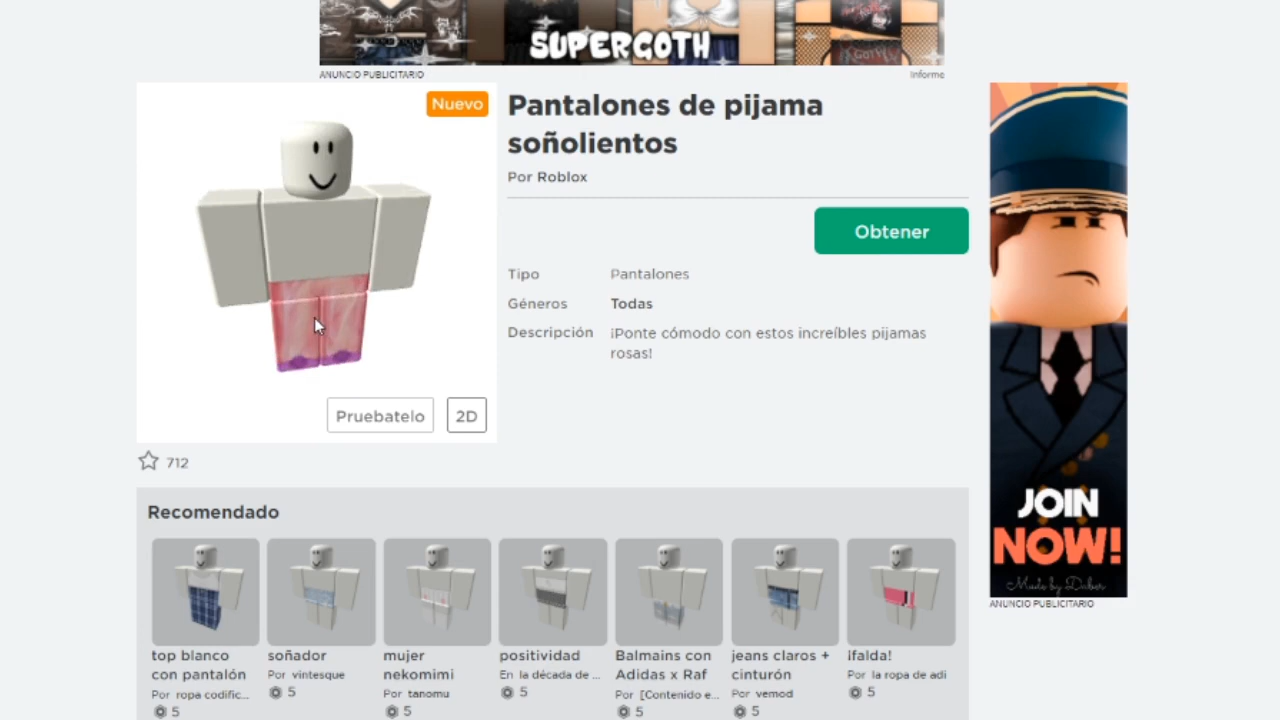 SUPERGOTH
ANUNCIO PUBLICITARIO
Informe
Nuevo
Pantalones de pijama
soñolientos
Por Roblox
Obtener
Tipo Pantalones
Géneros Todas
Descripción ¡Ponte cómodo con estos increíbles pijamas
rosas!
Pruebatelo
2D
712
JOIN
NOW!
Made by Daber
ANUNCIO PUBLICITARIO
Recomendado
top blanco
con pantalón
Por ropa codific...
5
soñador
Por vintesque
5
mujer
nekomimi
Por tanomu
5
positividad
En la década de ...
5
Balmains con
Adidas x Raf
Por [Contenido e...
5
jeans claros +
cinturón
Por vemod
5
¡falda!
Por la ropa de adi
5